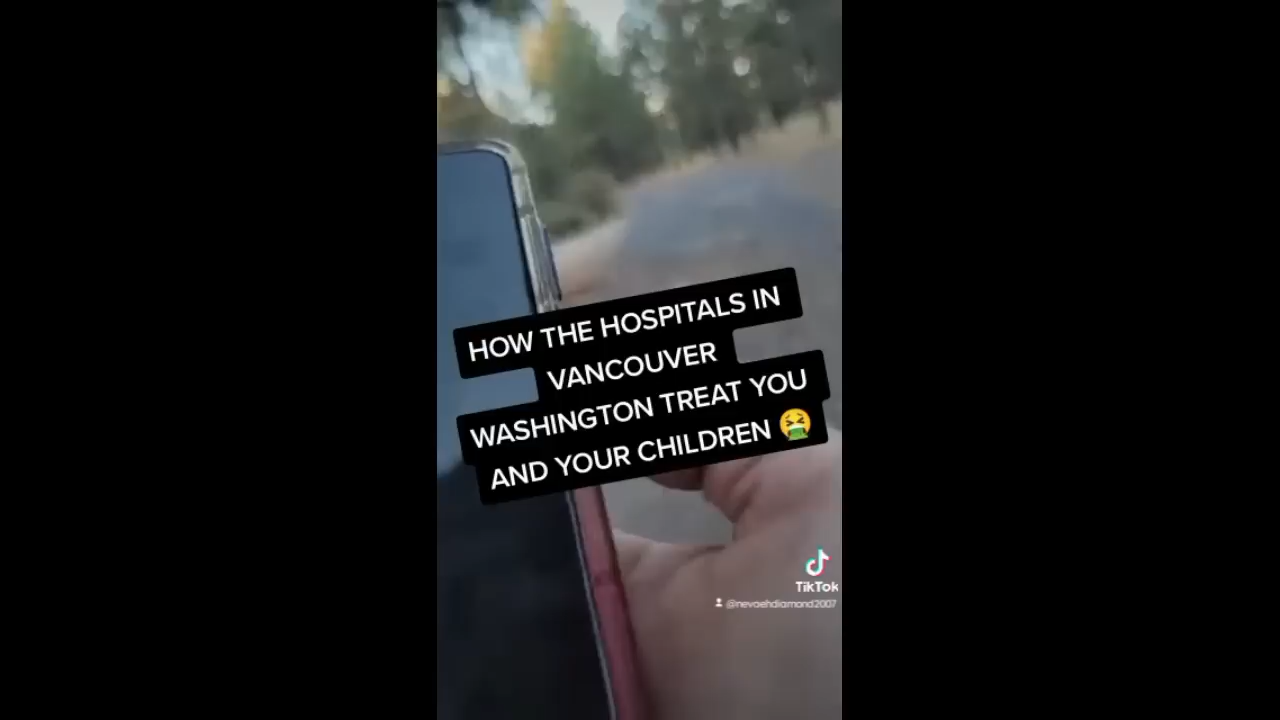 HOW THE HOSPITALS IN
VANCOUVER
WASHINGTON TREAT YOU
AND YOUR CHILDREN 🤮
TikTok
@nevaehdiamond2007